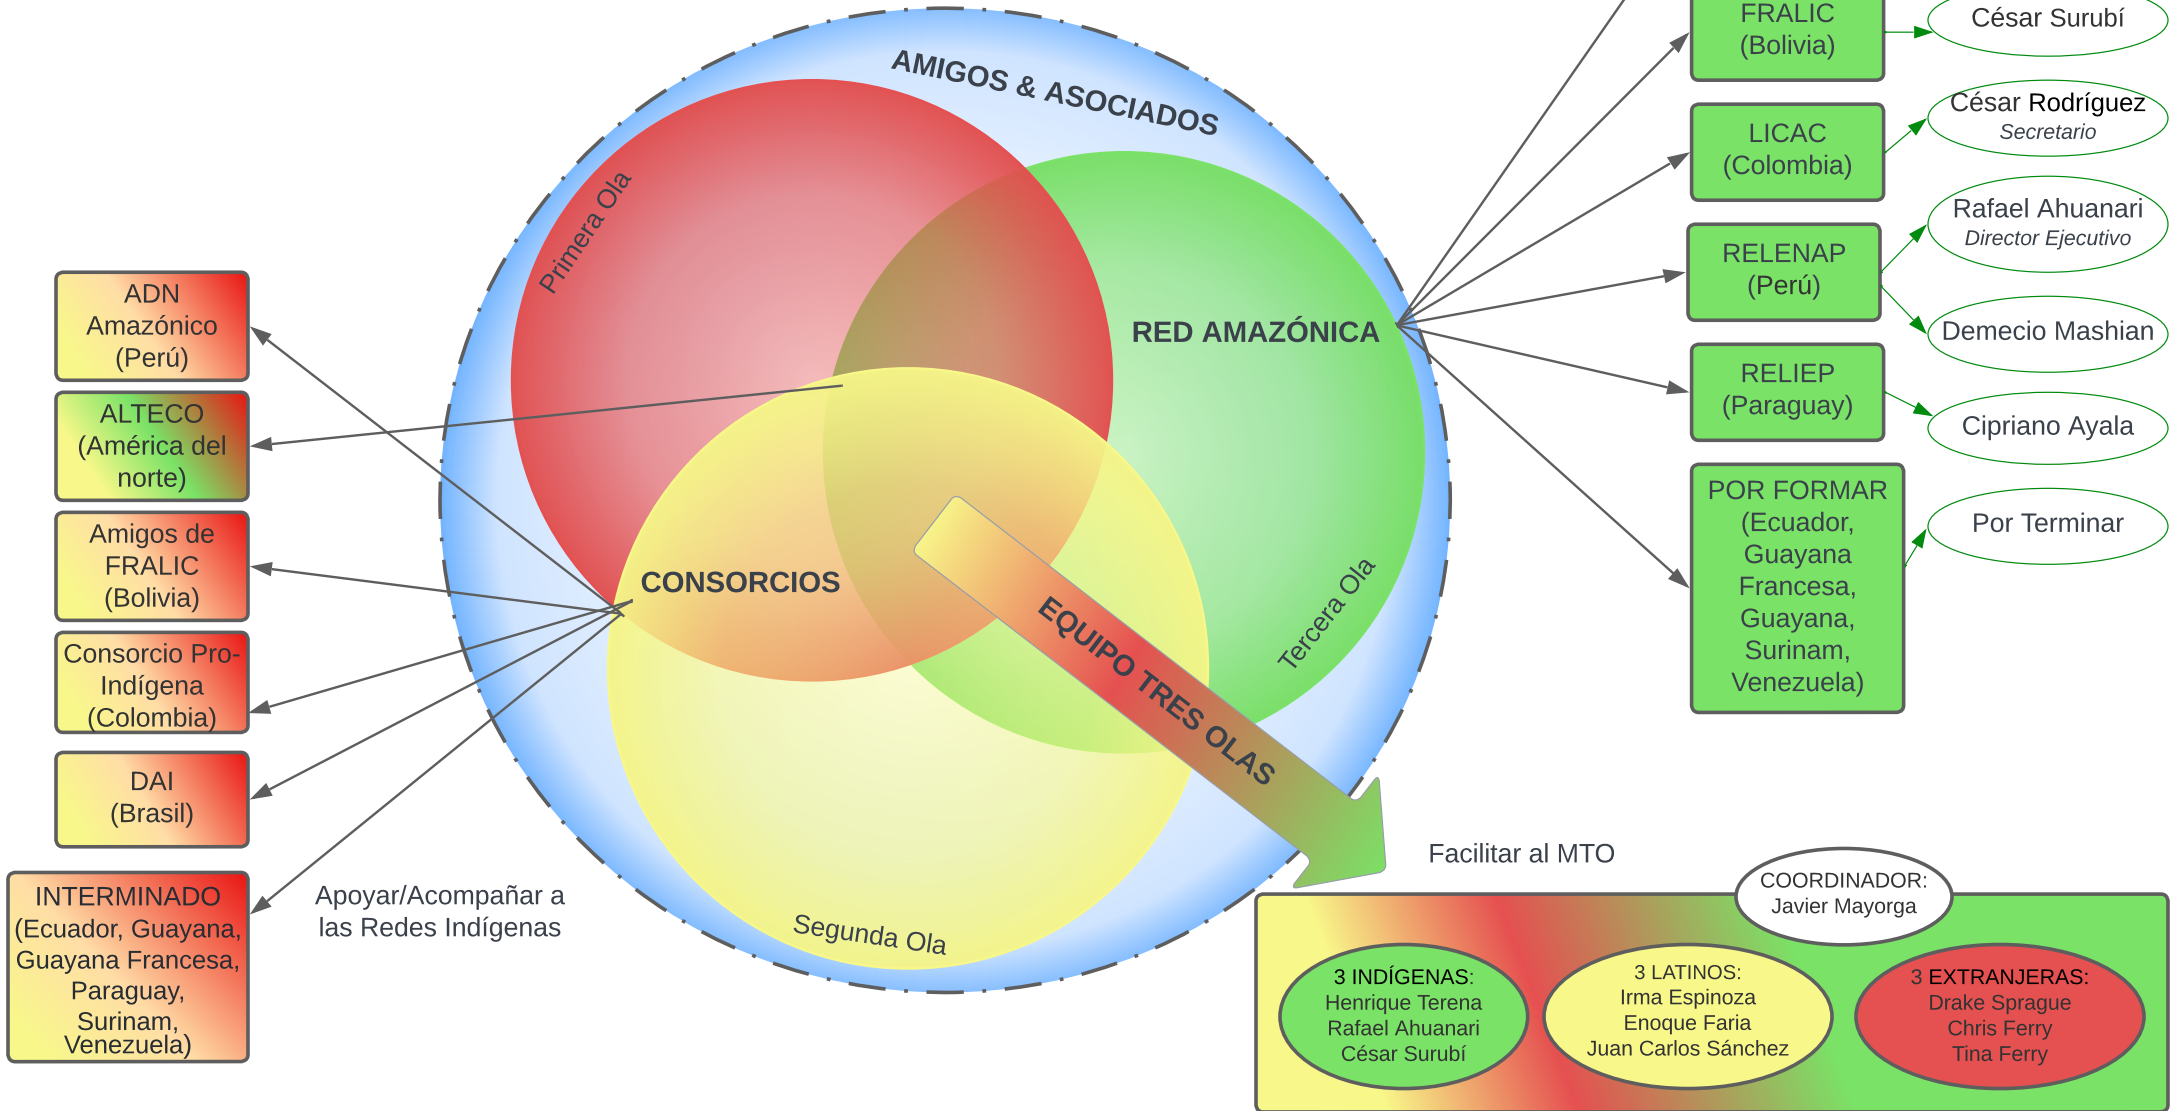 AMIGOS & ASOCIADOS
Primera Ola
RED AMAZÓNICA
CONSORCIOS
EQUIPO TRES OLAS
Tercera Ola
Segunda Ola
ADN
Amazónico
(Perú)
ALTECO
(América del
norte)
Amigos de
FRALIC
(Bolivia)
Consorcio Pro-
Indígena
(Colombia)
DAI
(Brasil)
INTERMINADO
(Ecuador, Guayana,
Guayana Francesa,
Paraguay,
Surinam,
Venezuela)
Apoyar/Acompañar a
las Redes Indígenas
FRALIC
(Bolivia)
César Surubí
LICAC
(Colombia)
César Rodríguez
Secretario
RELENAP
(Perú)
Rafael Ahuanari
Director Ejecutivo
Demecio Mashian
RELIEP
(Paraguay)
Cipriano Ayala
POR FORMAR
(Ecuador,
Guayana
Francesa,
Guayana,
Surinam,
Venezuela)
Por Terminar
Facilitar al MTO
COORDINADOR:
Javier Mayorga
3 INDÍGENAS:
Henrique Terena
Rafael Ahuanari
César Surubí
3 LATINOS:
Irma Espinoza
Enoque Faria
Juan Carlos Sánchez
3 EXTRANJERAS:
Drake Sprague
Chris Ferry
Tina Ferry